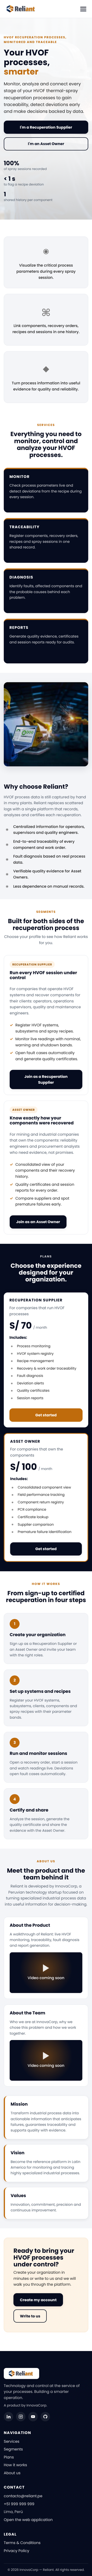 Reliant
HVOF RECUPERATION PROCESSES,
MONITORED AND TRACEABLE
Your HVOF
processes,
smarter
Monitor, analyze and connect every
stage of your thermal spray
recuperation process to gain
traceability, detect deviations early
and make decisions backed by data.
I'm a Recuperation Supplier
I'm an Asset Owner
100%
of spray sessions recorded
< 1 s
to flag a recipe deviation
1
shared history per component
Visualize the critical process
parameters during every spray
session.
Link components, recovery orders,
recipes and sessions in one history.
Turn process information into useful
evidence for quality and reliability.
SERVICES
Everything you need to
monitor, control and
analyze your HVOF
processes.
MONITOR
Check process parameters live and
detect deviations from the recipe during
every session.
TRACEABILITY
Register components, recovery orders,
recipes and spray sessions in one
shared record.
DIAGNOSIS
Identify faults, affected components and
the probable causes behind each
problem.
REPORTS
Generate quality evidence, certificates
and session reports ready for audits.
Why choose Reliant?
HVOF process data is still captured by hand
in many plants. Reliant replaces scattered
logs with a single platform that records,
analyzes and certifies each recuperation.
Centralized information for operators,
supervisors and quality engineers.
End-to-end traceability of every
component and work order.
Fault diagnosis based on real process
data.
Verifiable quality evidence for Asset
Owners.
Less dependence on manual records.
SEGMENTS
Built for both sides of the
recuperation process
Choose your profile to see how Reliant works
for you.
RECUPERATION SUPPLIER
Run every HVOF session under
control
For companies that operate HVOF
systems and recover components for
their clients: operators, operations
supervisors, quality and maintenance
engineers.
Register HVOF systems,
subsystems and spray recipes.
Monitor live readings with nominal,
warning and deviation bands.
Open fault cases automatically
and generate quality certificates.
Join as a Recuperation
Supplier
ASSET OWNER
Know exactly how your
components were recovered
For mining and industrial companies
that own the components: reliability
engineers and procurement analysts
who need proof, not promises.
Consolidated view of your
components and their recovery
history.
Quality certificates and session
reports for every order.
Compare suppliers and spot
premature failures early.
Join as an Asset Owner
PLANS
Choose the experience
designed for your
organization.
RECUPERATION SUPPLIER
For companies that run HVOF
processes
S/ 70 / month
Includes:
Process monitoring
HVOF system registry
Recipe management
Recovery & work order traceability
Fault diagnosis
Deviation alerts
Quality certificates
Session reports
Get started
ASSET OWNER
For companies that own the
components
S/ 100 / month
Includes:
Consolidated component view
Field performance tracking
Component return registry
PCR compliance
Certificate lookup
Supplier comparison
Premature failure identification
Get started
HOW IT WORKS
From sign-up to certified
recuperation in four steps
1
Create your organization
Sign up as a Recuperation Supplier or
an Asset Owner and invite your team
with the right roles.
2
Set up systems and recipes
Register your HVOF systems,
subsystems, clients, components and
spray recipes with their parameter
bands.
3
Run and monitor sessions
Open a recovery order, start a session
and watch readings live. Deviations
open fault cases automatically.
4
Certify and share
Analyze the sessions, generate the
quality certificate and share the
evidence with the Asset Owner.
ABOUT US
Meet the product and the
team behind it
Reliant is developed by InnovaCorp, a
Peruvian technology startup focused on
turning specialized industrial processes
into useful information for decision-making.
About the Product
A walkthrough of Reliant: live HVOF
monitoring, traceability, fault diagnosis
and report generation.
Video coming soon
About the Team
Who we are at InnovaCorp, why we
chose this problem and how we work
together.
Video coming soon
Mission
Transform industrial process data into
actionable information that anticipates
failures, guarantees traceability and
supports quality with evidence.
Vision
Become the reference platform in Latin
America for monitoring and tracing
highly specialized industrial processes.
Values
Innovation, commitment, precision and
continuous improvement.
Ready to bring your
HVOF processes
under control?
Create your organization in
minutes or write to us and we will
walk you through the platform.
Create my account
Write to us
Reliant
Technology and control at the service of
your processes. Building a smarter
operation.
A product by InnovaCorp
NAVIGATION
Services
Segments
Plans
How it works
About us
CONTACT
contacto@reliant.pe
+51 999 999 999
Lima, Perú
Open the web application
LEGAL
Terms & Conditions
Privacy Policy
© 2026 InnovaCorp — Reliant. All rights reserved.